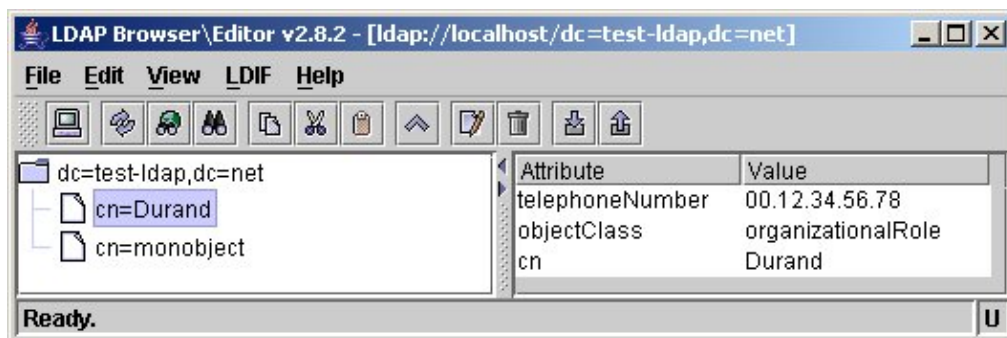 LDAP Browser\Editor v2.8.2 - [ldap://localhost/dc=test-ldap,dc=net]
File Edit View LDIF Help
dc=test-ldap,dc=net
cn=Durand
cn=monobject
Attribute Value
telephoneNumber 00.12.34.56.78
objectClass organizationalRole
cn Durand
Ready. U